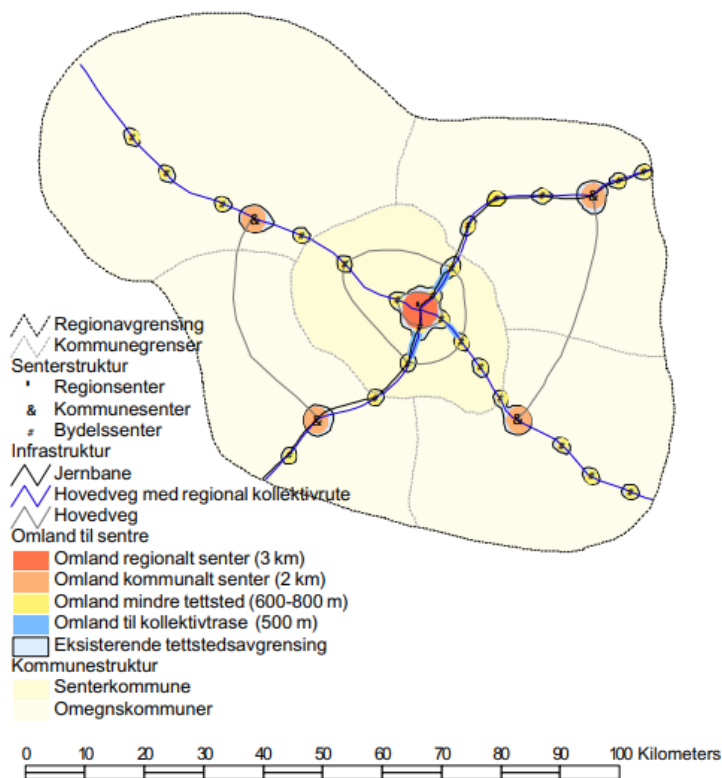 Regionavgrensing
Kommunegrenser
Senterstruktur
' Regionsenter
& Kommunesenter
# Bydelssenter
Infrastruktur
Jernbane
Hovedveg med regional kollektivrute
Hovedveg
Omland til sentre
Omland regionalt senter (3 km)
Omland kommunalt senter (2 km)
Omland mindre tettsted (600-800 m)
Omland til kollektivtrase (500 m)
Eksisterende tettstedsavgrensing
Kommunestruktur
Senterkommune
Omegnskommuner
0 10 20 30 40 50 60 70 80 90 100 Kilometers